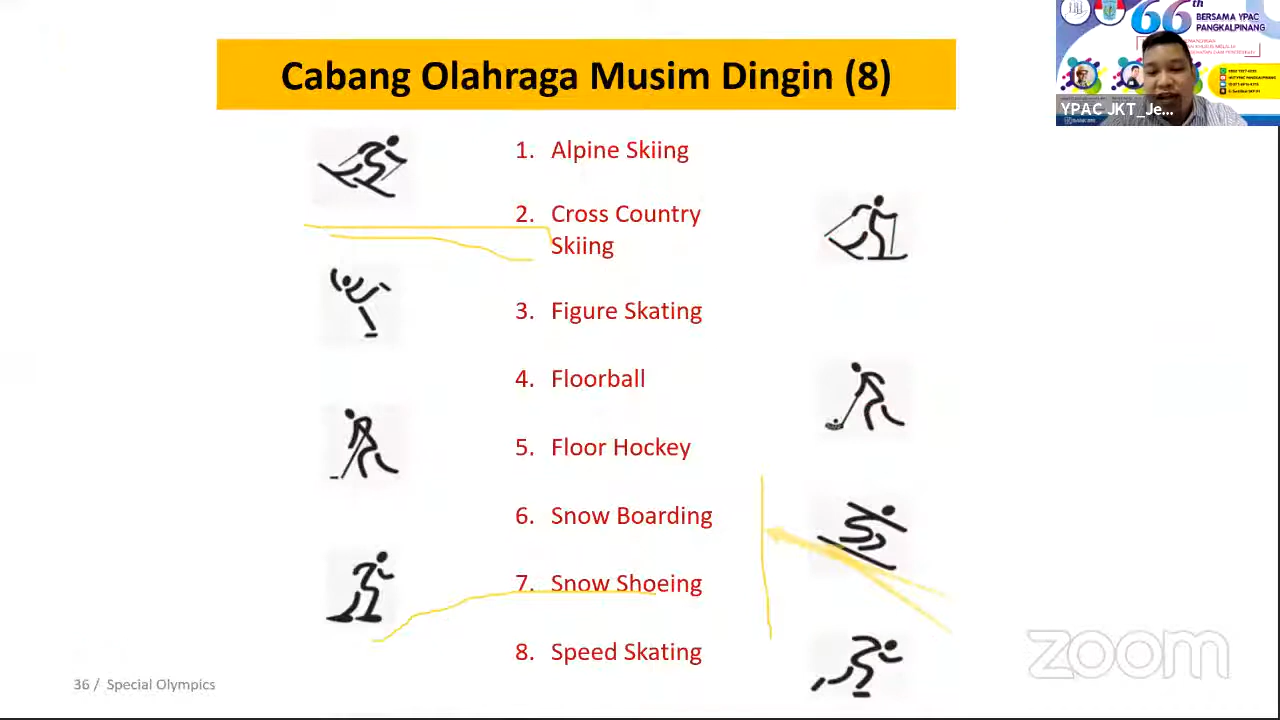 66th
BERSAMA YPAC
PANGKALPINANG
YPAC JKT_Je...
Cabang Olahraga Musim Dingin (8)
1. Alpine Skiing
2. Cross Country
Skiing
3. Figure Skating
4. Floorball
5. Floor Hockey
6. Snow Boarding
7. Snow Shoeing
8. Speed Skating
36 / Special Olympics
zoom